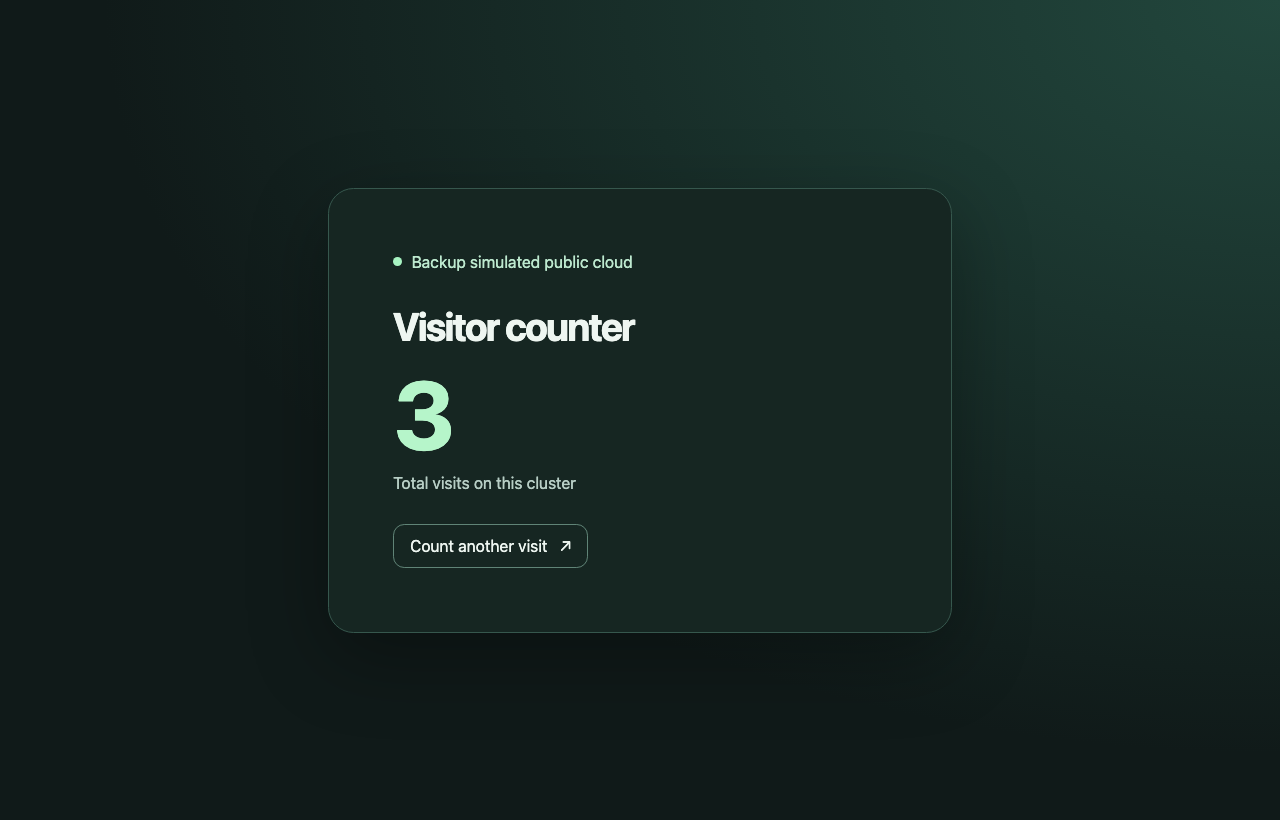 Backup simulated public cloud
Visitor counter
3
Total visits on this cluster
Count another visit